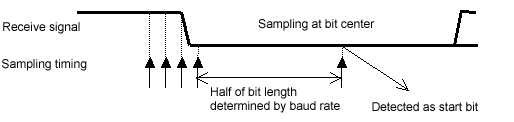 Receive signal
Sampling at bit center
Sampling timing
Half of bit length
determined by baud rate
Detected as start bit